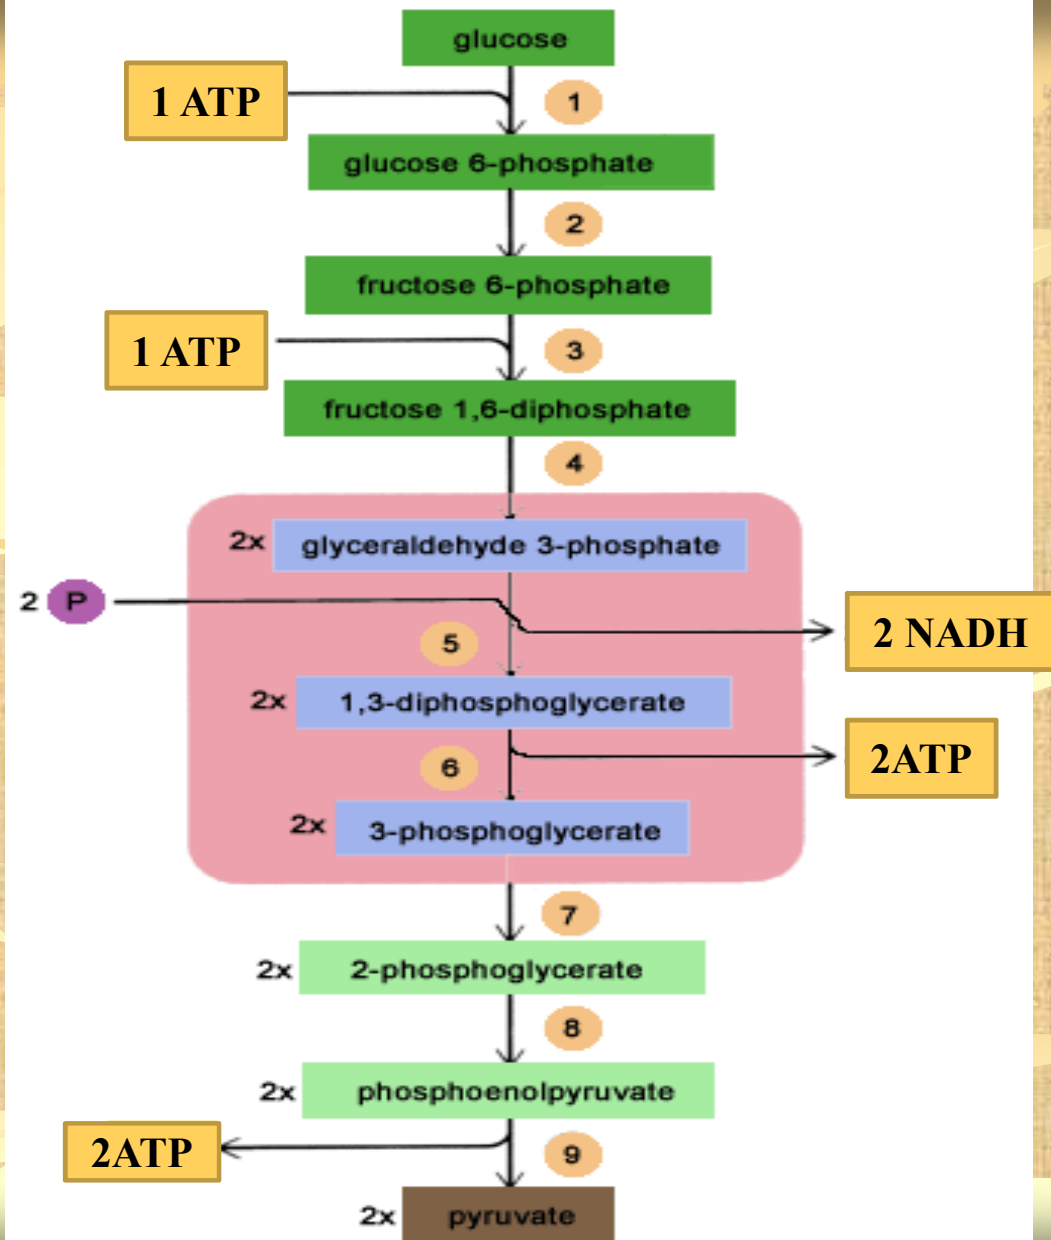 glucose
1 ATP
1
glucose 6-phosphate
2
fructose 6-phosphate
1 ATP
3
fructose 1,6-diphosphate
4
2x glyceraldehyde 3-phosphate
2 P
2 NADH
5
2x 1,3-diphosphoglycerate
2ATP
6
2x 3-phosphoglycerate
7
2x 2-phosphoglycerate
8
2x phosphoenolpyruvate
2ATP
9
2x pyruvate